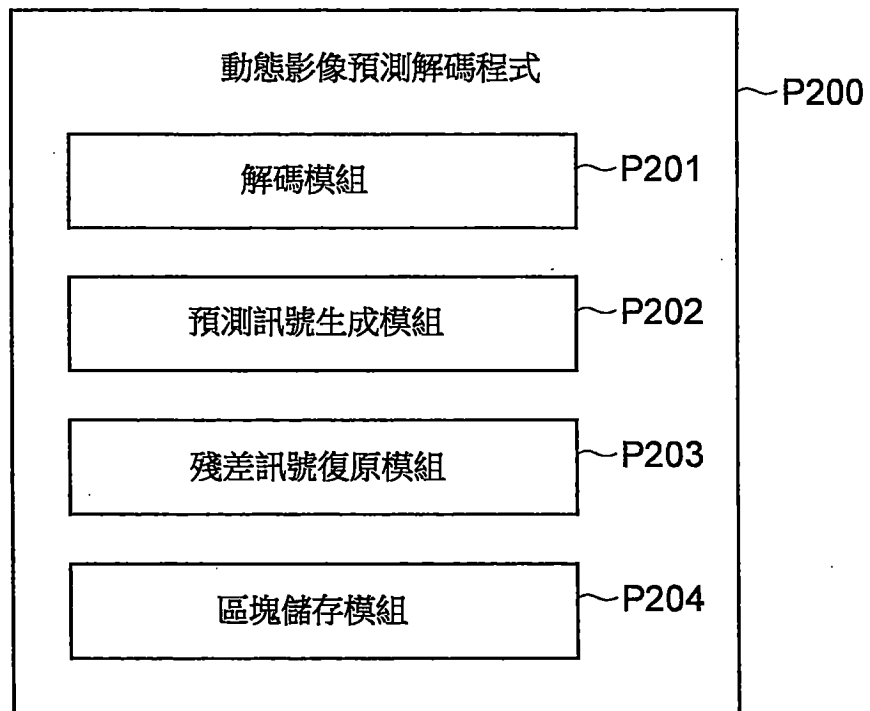 動態影像預測解碼程式
P200
解碼模組
P201
預測訊號生成模組
P202
殘差訊號復原模組
P203
區塊儲存模組
P204